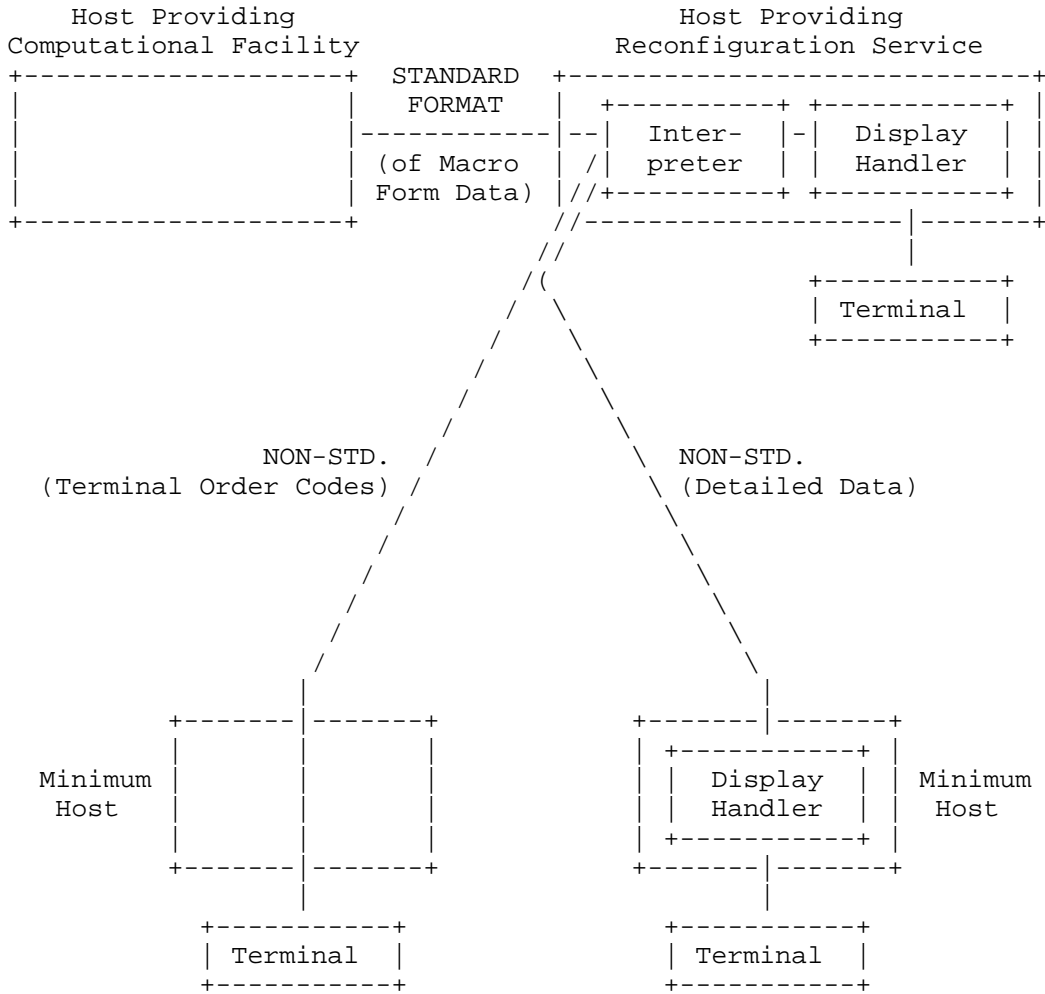 Host Providing
Computational Facility
Host Providing
Reconfiguration Service
STANDARD
FORMAT
(of Macro
Form Data)
Inter-
preter
Display
Handler
Terminal
NON-STD.
(Terminal Order Codes)
NON-STD.
(Detailed Data)
Minimum
Host
Display
Handler
Minimum
Host
Terminal
Terminal